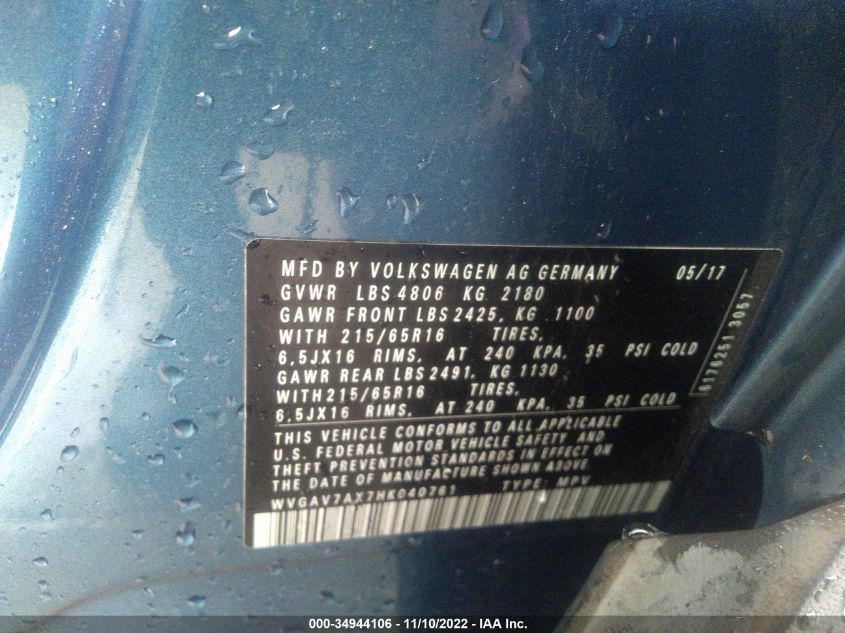 MFD BY VOLKSWAGEN AG GERMANY 05/17
GVWR LBS 4806 KG 2180
GAWR FRONT LBS 2425, KG 1100
WITH 215/65R16 TIRES,
6,5JX16 RIMS, AT 240 KPA, 35 PSI COLD
GAWR REAR LBS 2491, KG 1130
WITH 215/65R16 TIRES,
6,5JX16 RIMS, AT 240 KPA, 35 PSI COLD
THIS VEHICLE CONFORMS TO ALL APPLICABLE
U.S. FEDERAL MOTOR VEHICLE SAFETY AND
THEFT PREVENTION STANDARDS IN EFFECT ON
THE DATE OF MANUFACTURE SHOWN ABOVE.
WVGAV7AX7HK040761 TYPE: MPV
3057
000-34944106 - 11/10/2022 - IAA Inc.